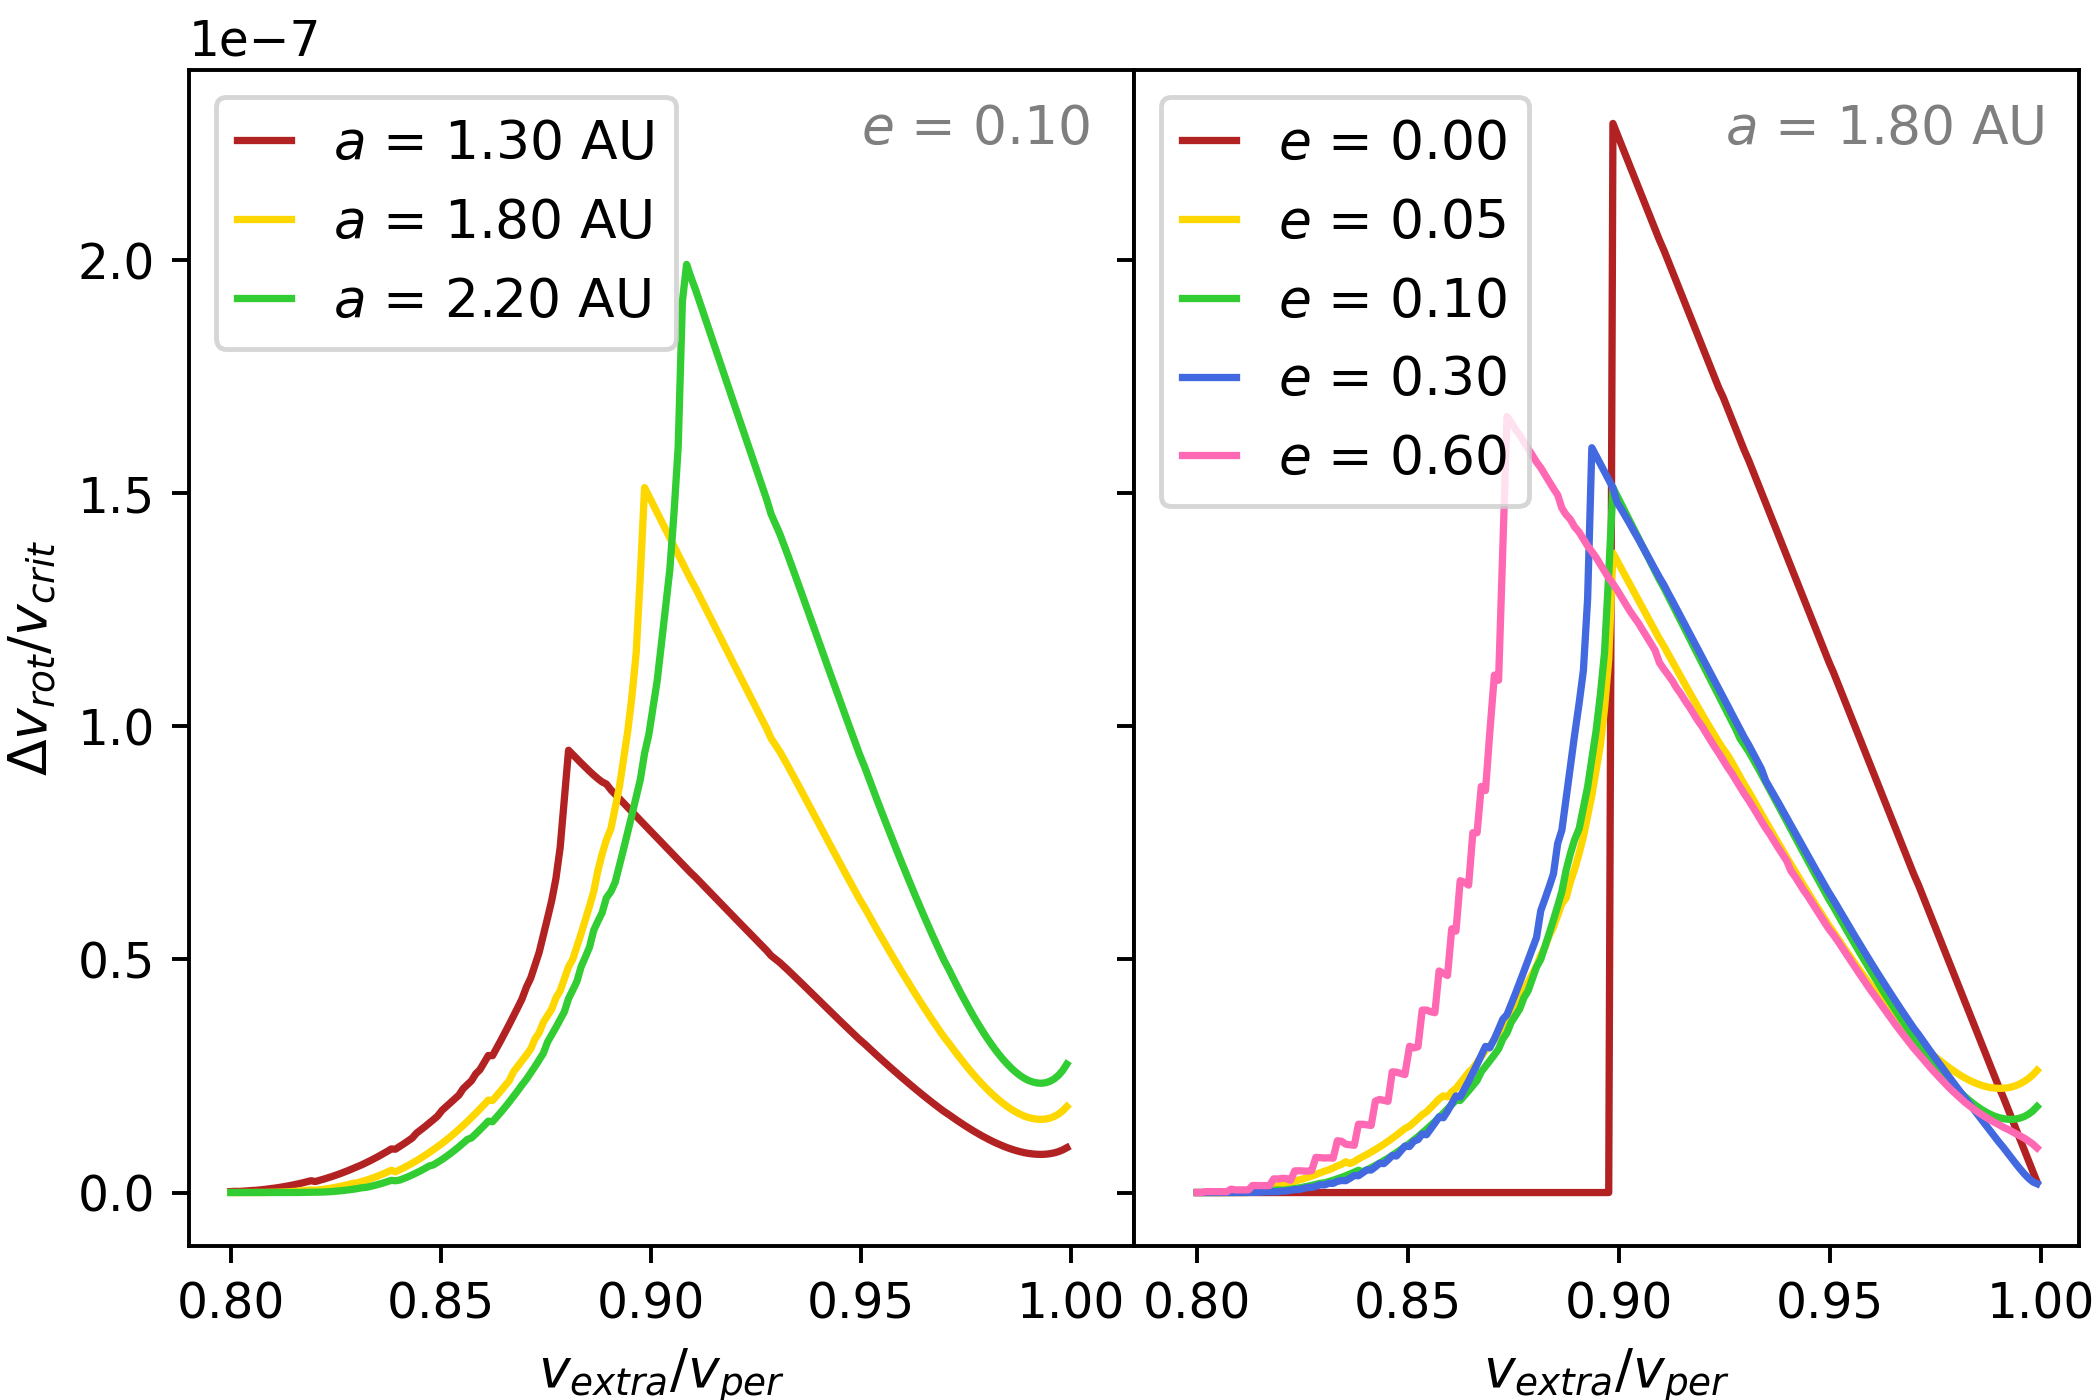 1e−7
a = 1.30 AU
a = 1.80 AU
a = 2.20 AU
e = 0.10
e = 0.00
e = 0.05
e = 0.10
e = 0.30
e = 0.60
a = 1.80 AU
2.0
1.5
1.0
0.5
0.0
Δv_rot/v_crit
0.80 0.85 0.90 0.95 1.00
0.80 0.85 0.90 0.95 1.00
v_extra/v_per
v_extra/v_per